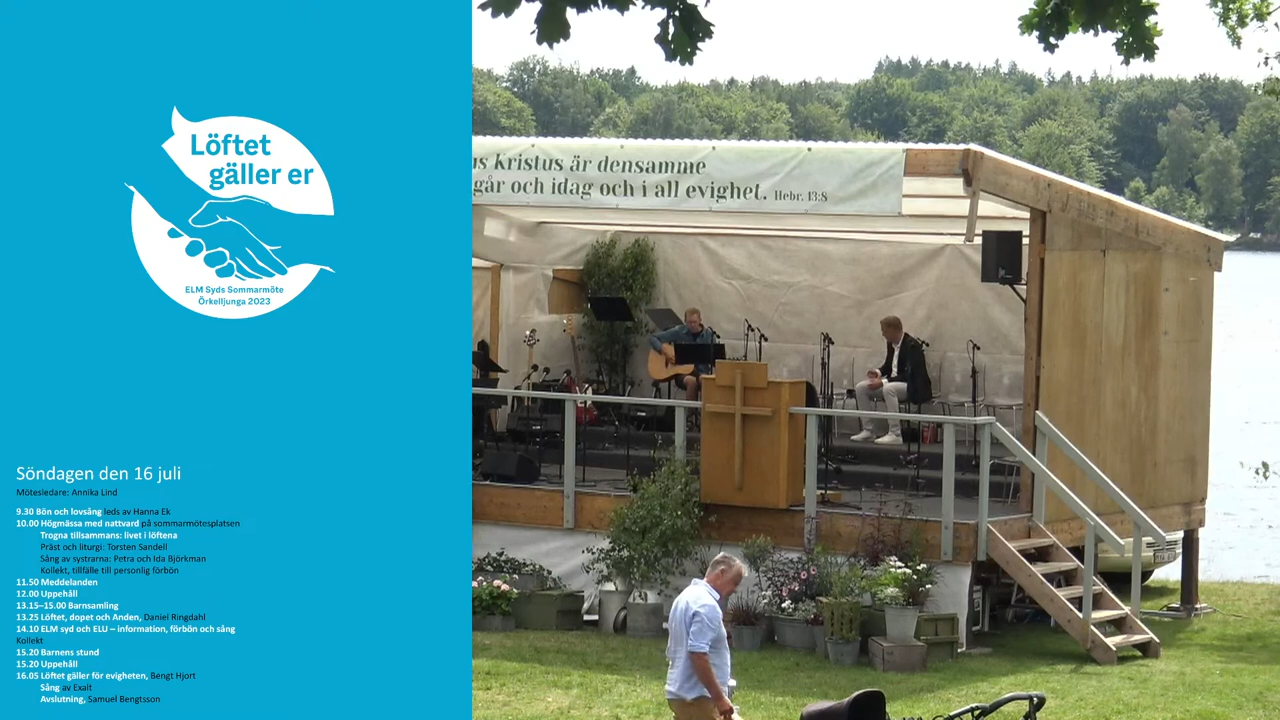 Löftet
gäller er
ELM Syds Sommarmöte
Örkelljunga 2023
Söndagen den 16 juli
Mötesledare: Annika Lind
9.30 Bön och lovsång leds av Hanna Ek
10.00 Högmässa med nattvard på sommarmötesplatsen
Trogna tillsammans: livet i löftena
Präst och liturgi: Torsten Sandell
Sång av systrarna: Petra och Ida Björkman
Kollekt, tillfälle till personlig förbön
11.50 Meddelanden
12.00 Uppehåll
13.15–15.00 Barnsamling
13.25 Löftet, dopet och Anden, Daniel Ringdahl
14.10 ELM syd och ELU – information, förbön och sång
Kollekt
15.20 Barnens stund
15.20 Uppehåll
16.05 Löftet gäller för evigheten, Bengt Hjort
Sång av Exalt
Avslutning, Samuel Bengtsson
us Kristus är densamme
går och idag och i all evighet. Hebr. 13:8